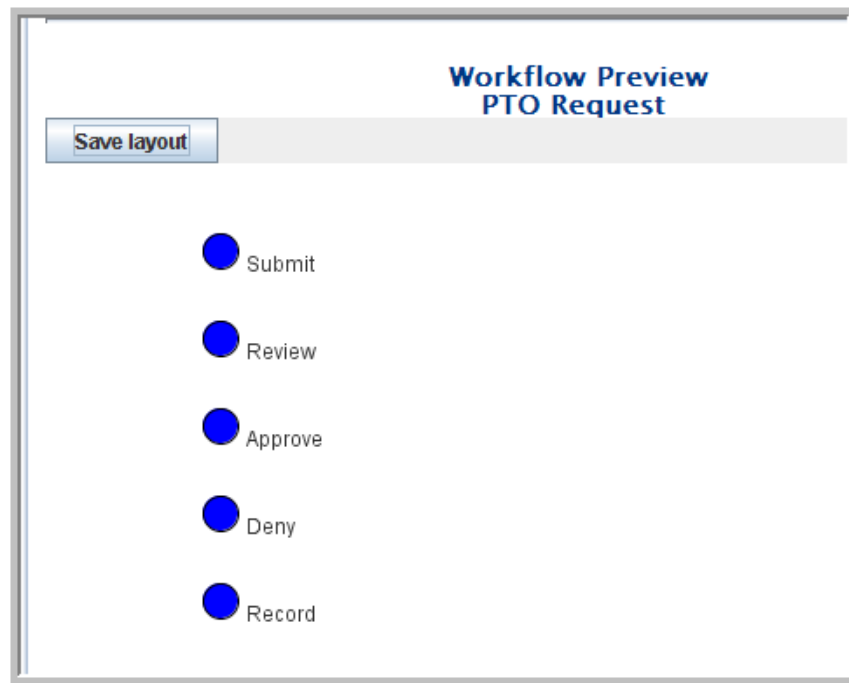 Workflow Preview
PTO Request
Save layout
Submit
Review
Approve
Deny
Record